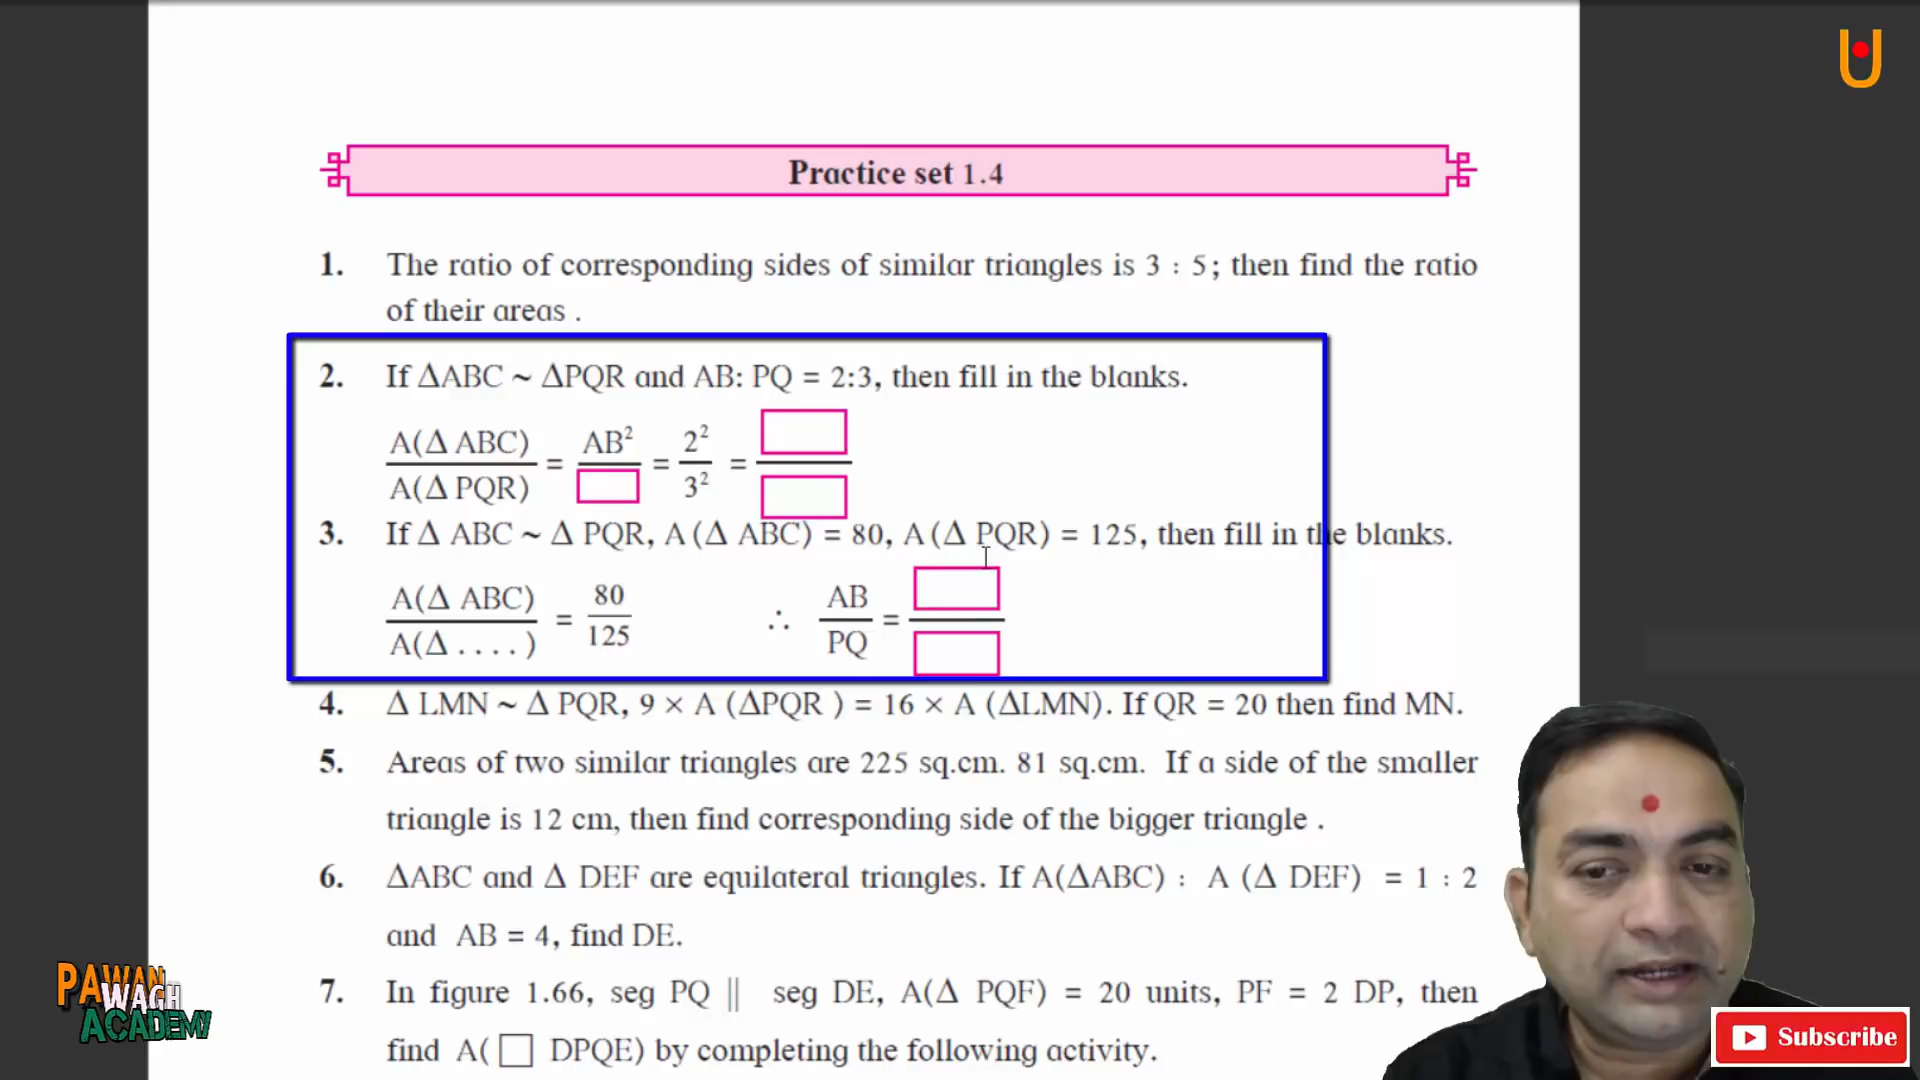 Practice set 1.4
1. The ratio of corresponding sides of similar triangles is 3 : 5; then find the ratio
of their areas .
2. If ΔABC ~ ΔPQR and AB: PQ = 2:3, then fill in the blanks.
A(Δ ABC) / A(Δ PQR) = AB² / □ = 2² / 3² = □ / □
3. If Δ ABC ~ Δ PQR, A (Δ ABC) = 80, A (Δ PQR) = 125, then fill in the blanks.
A(Δ ABC) / A(Δ . . . . ) = 80 / 125 ∴ AB / PQ = □ / □
4. Δ LMN ~ Δ PQR, 9 × A (ΔPQR ) = 16 × A (ΔLMN). If QR = 20 then find MN.
5. Areas of two similar triangles are 225 sq.cm. 81 sq.cm. If a side of the smaller
triangle is 12 cm, then find corresponding side of the bigger triangle .
6. ΔABC and Δ DEF are equilateral triangles. If A(ΔABC) : A (Δ DEF) = 1 : 2
and AB = 4, find DE.
7. In figure 1.66, seg PQ || seg DE, A(Δ PQF) = 20 units, PF = 2 DP, then
find A( □ DPQE) by completing the following activity.
PAWAN
WAGH
ACADEMY
Subscribe